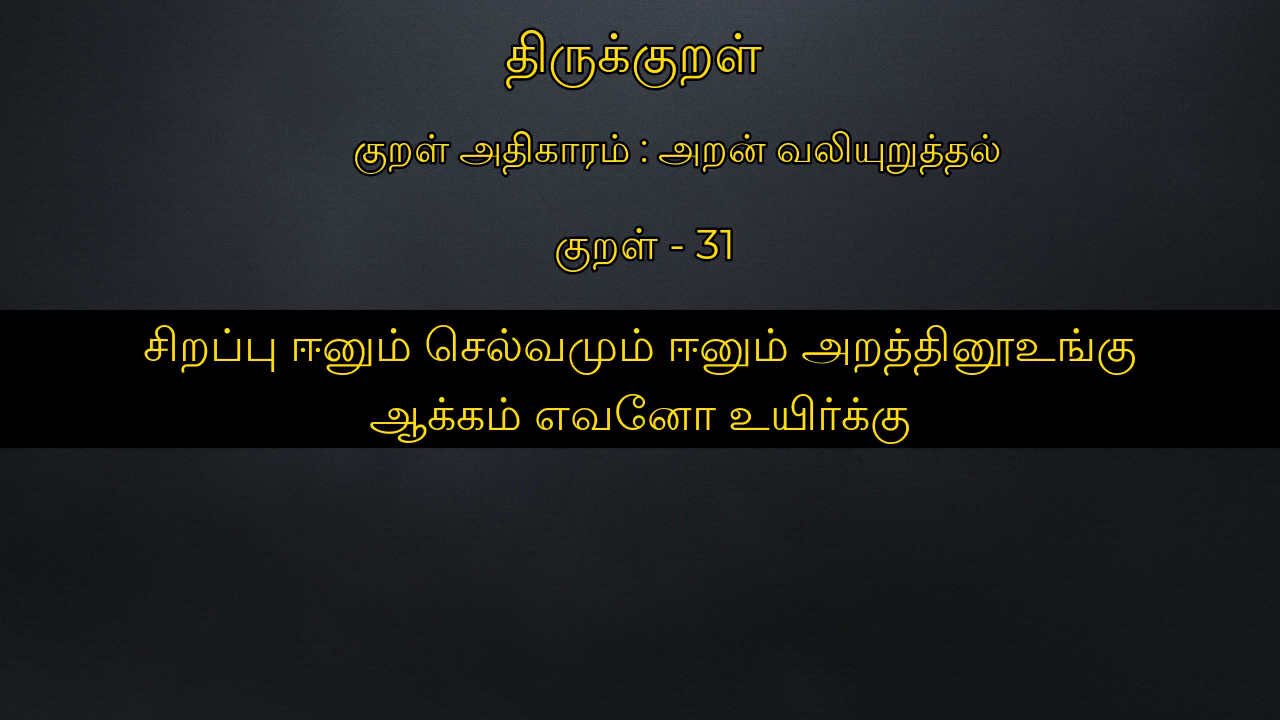 திருக்குறள்
குறள் அதிகாரம் : அறன் வலியுறுத்தல்
குறள் - 31
சிறப்பு ஈனும் செல்வமும் ஈனும் அறத்தினூஉங்கு
ஆக்கம் எவனோ உயிர்க்கு